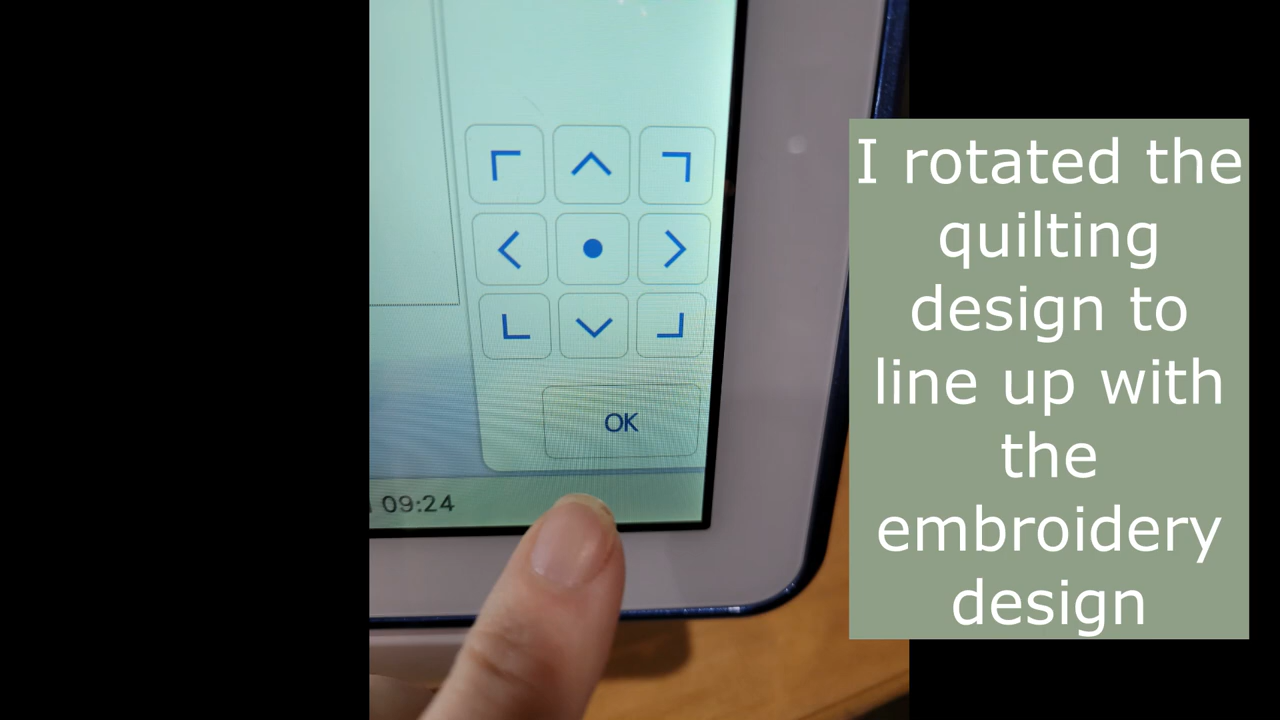 OK
09:24
I rotated the
quilting
design to
line up with
the
embroidery
design